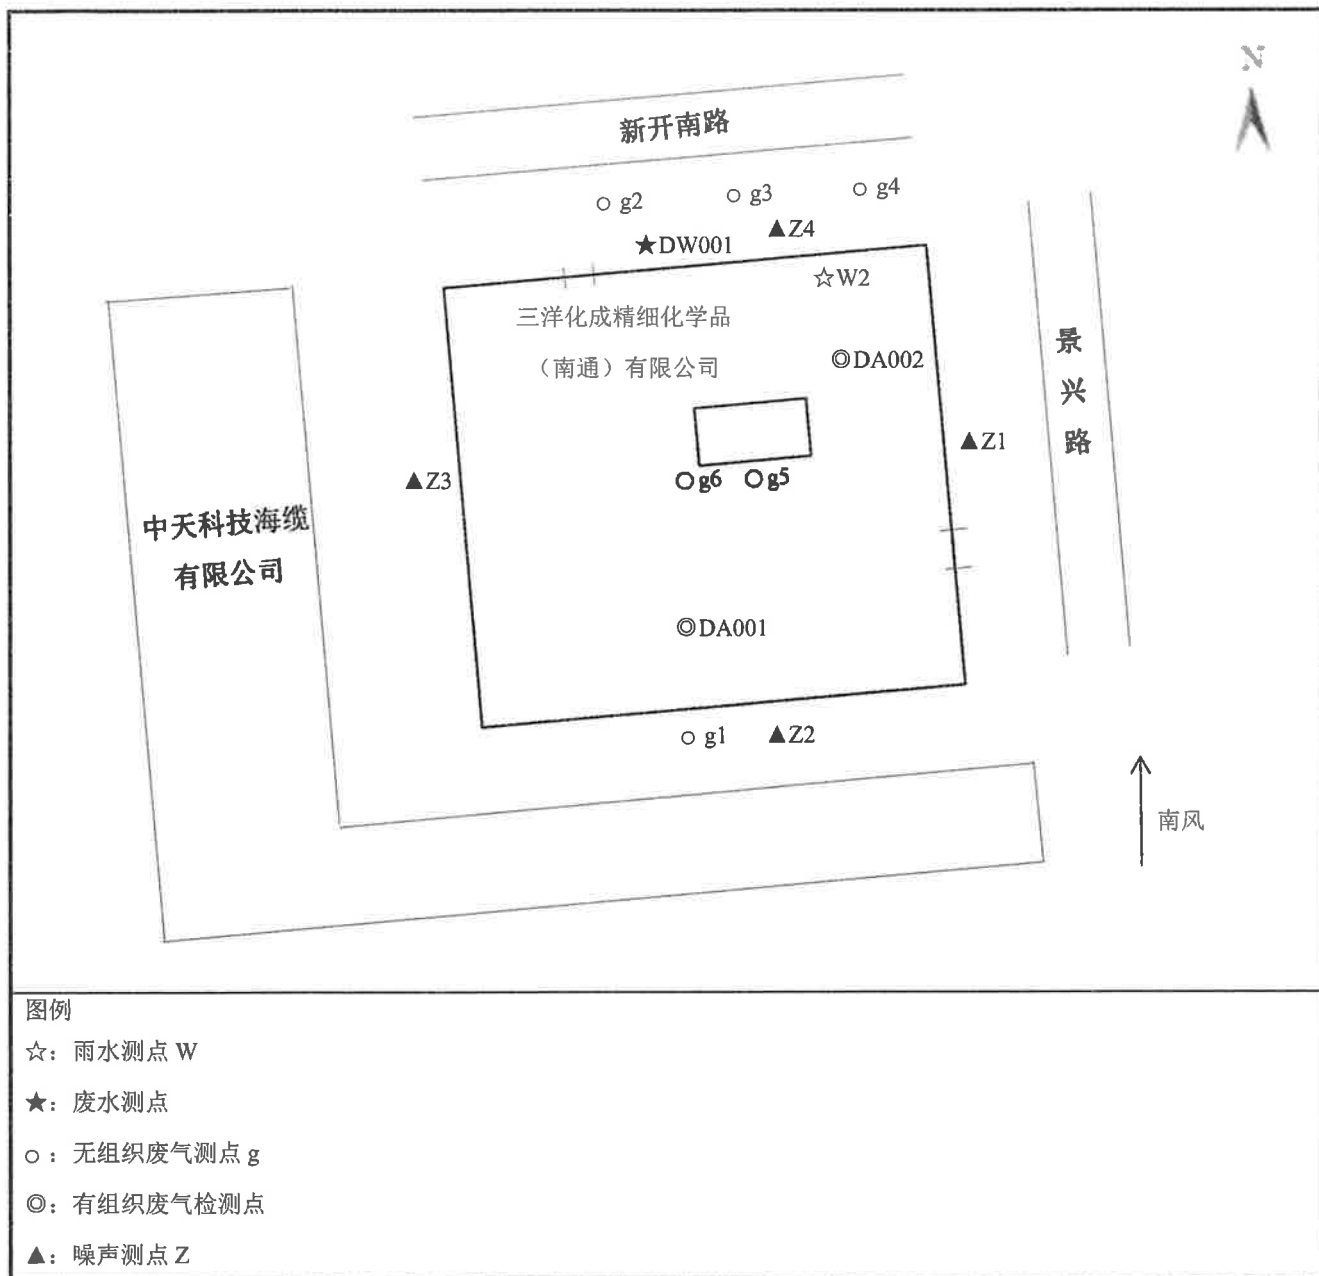 N
新开南路
g2
g3
g4
Z4
★DW001
☆W2
三洋化成精细化学品
（南通）有限公司
◎DA002
景兴路
▲Z1
▲Z3
g6
g5
中天科技海缆
有限公司
◎DA001
g1
▲Z2
南风
图例
☆：雨水测点 W
★：废水测点
○：无组织废气测点 g
◎：有组织废气检测点
▲：噪声测点 Z